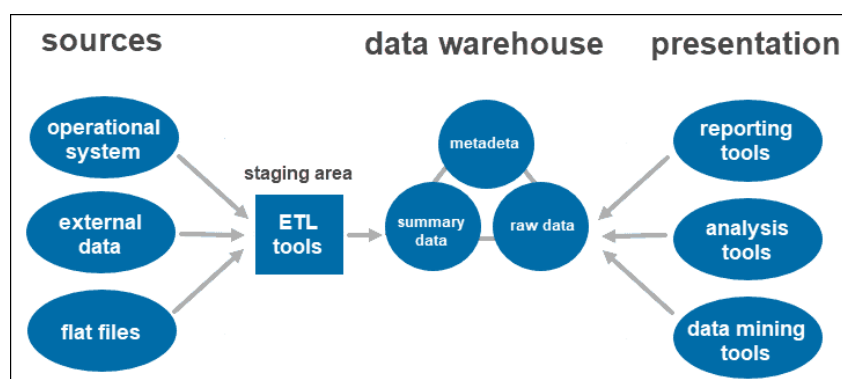 sources
data warehouse
presentation
operational
system
external
data
flat files
staging area
ETL
tools
metadeta
summary
data
raw data
reporting
tools
analysis
tools
data mining
tools